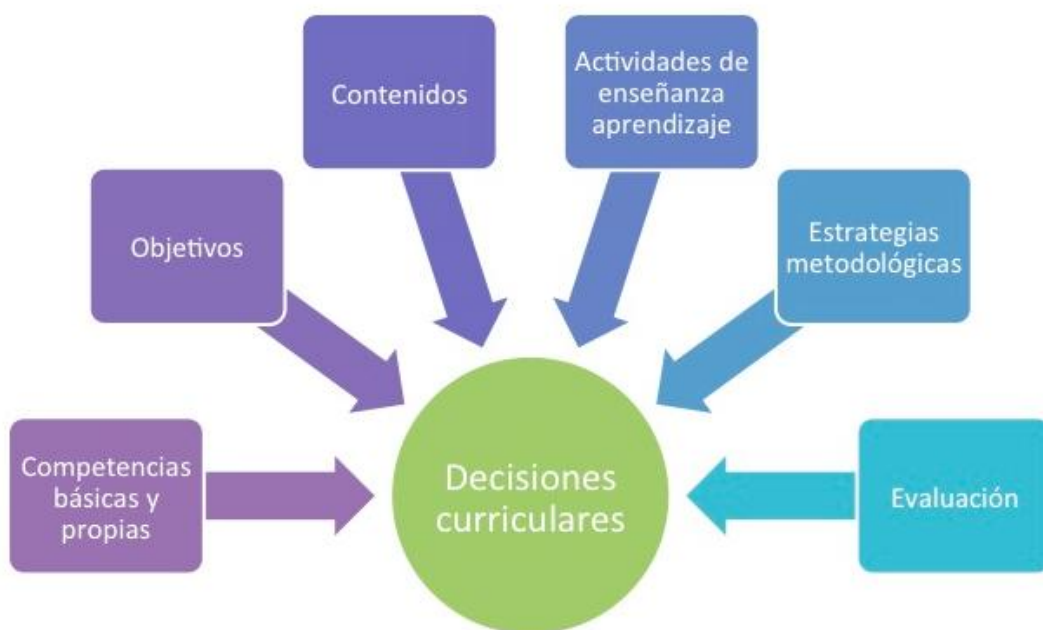 Contenidos
Actividades de
enseñanza
aprendizaje
Objetivos
Estrategias
metodológicas
Competencias
básicas y
propias
Decisiones
curriculares
Evaluación